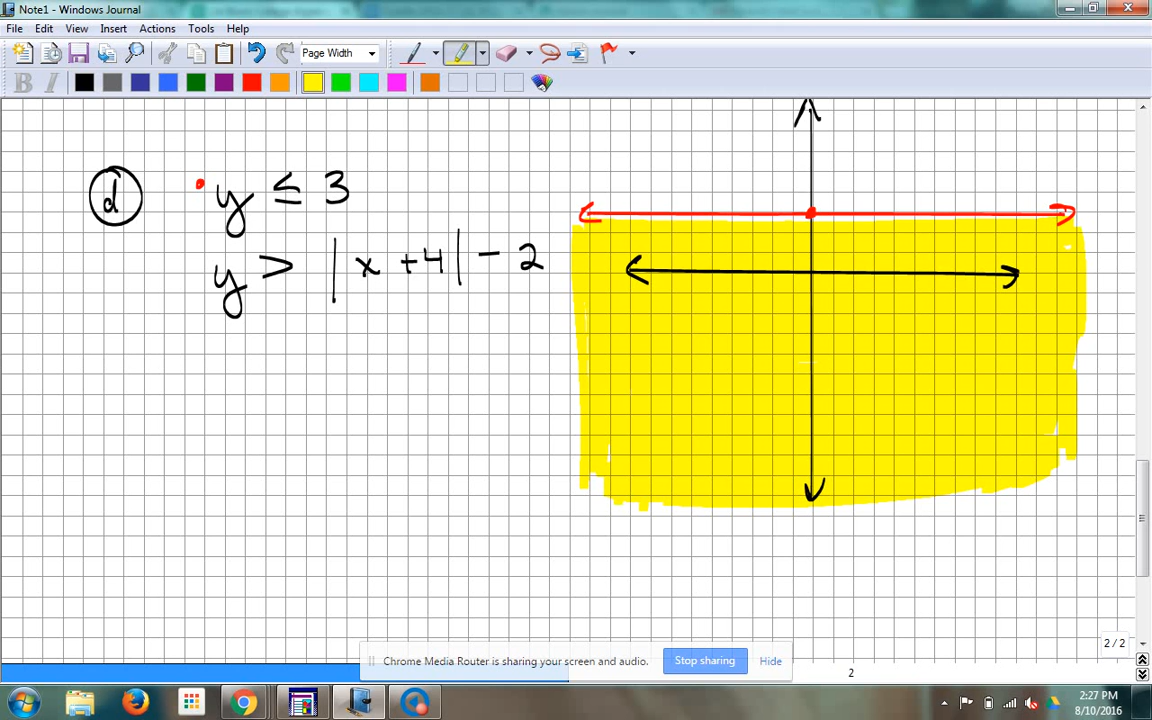 Note1 - Windows Journal
File Edit View Insert Actions Tools Help
Page Width
B I
d y ≤ 3
y > |x + 4| - 2
2 / 2
Chrome Media Router is sharing your screen and audio. Stop sharing Hide
2
2:27 PM
8/10/2016